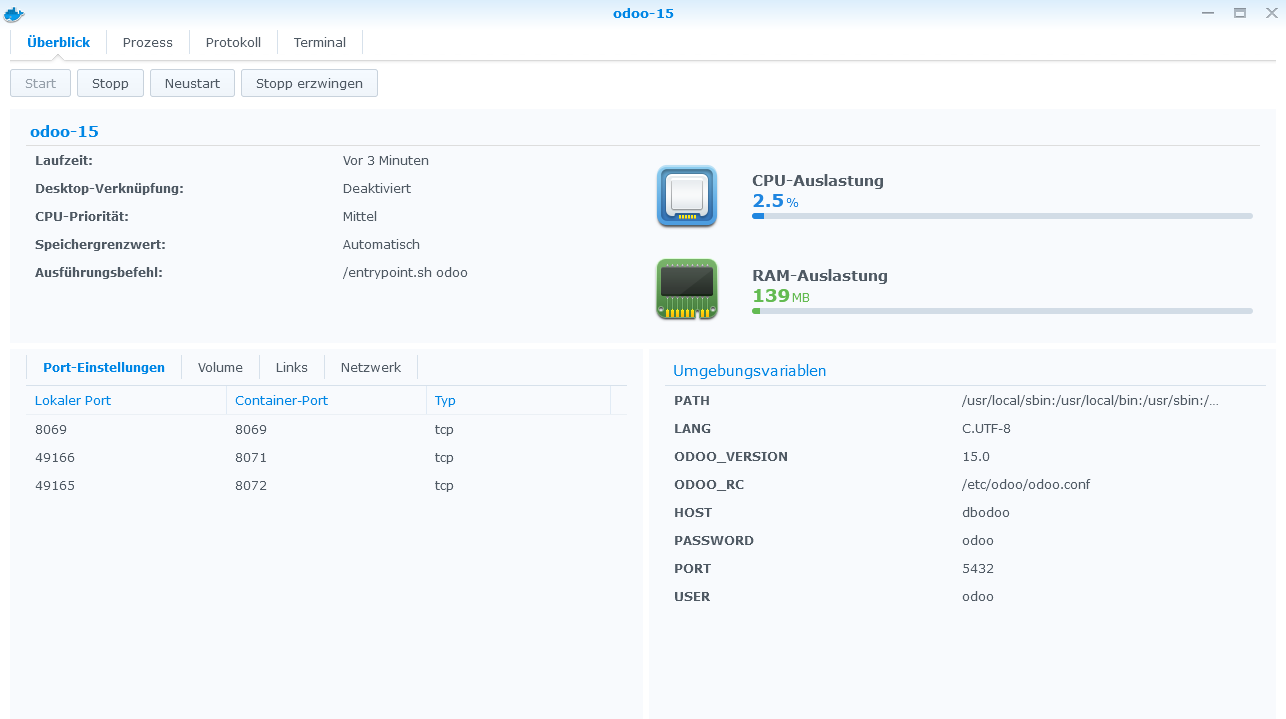 odoo-15
Überblick Prozess Protokoll Terminal
Start Stopp Neustart Stopp erzwingen
odoo-15
Laufzeit: Vor 3 Minuten
Desktop-Verknüpfung: Deaktiviert
CPU-Priorität: Mittel
Speichergrenzwert: Automatisch
Ausführungsbefehl: /entrypoint.sh odoo
CPU-Auslastung
2.5 %
RAM-Auslastung
139 MB
Port-Einstellungen Volume Links Netzwerk
Lokaler Port Container-Port Typ
8069 8069 tcp
49166 8071 tcp
49165 8072 tcp
Umgebungsvariablen
PATH /usr/local/sbin:/usr/local/bin:/usr/sbin:/...
LANG C.UTF-8
ODOO_VERSION 15.0
ODOO_RC /etc/odoo/odoo.conf
HOST dbodoo
PASSWORD odoo
PORT 5432
USER odoo